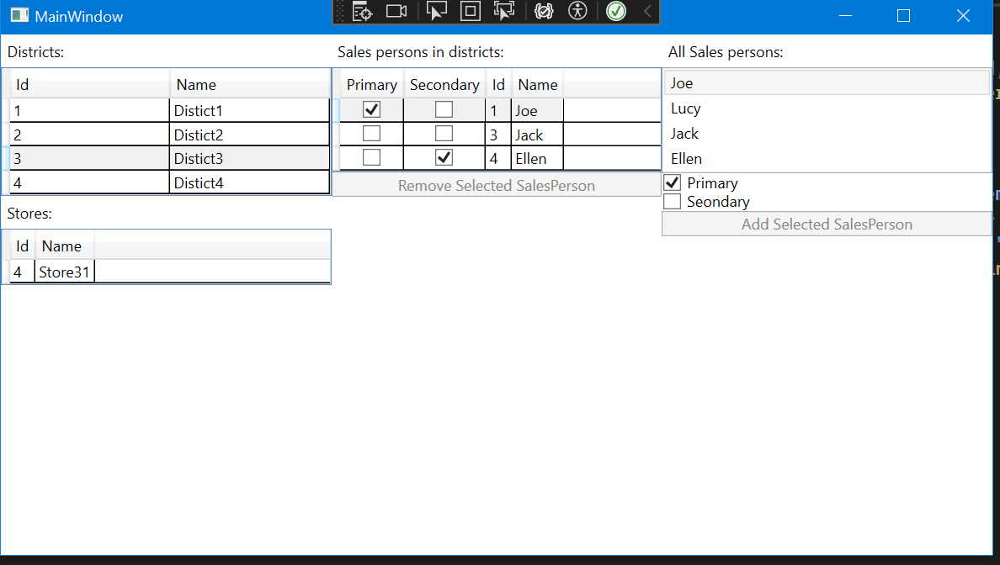 MainWindow
Districts:
Id Name
1 Distict1
2 Distict2
3 Distict3
4 Distict4
Stores:
Id Name
4 Store31
Sales persons in districts:
Primary Secondary Id Name
1 Joe
3 Jack
4 Ellen
Remove Selected SalesPerson
All Sales persons:
Joe
Lucy
Jack
Ellen
Primary
Seondary
Add Selected SalesPerson